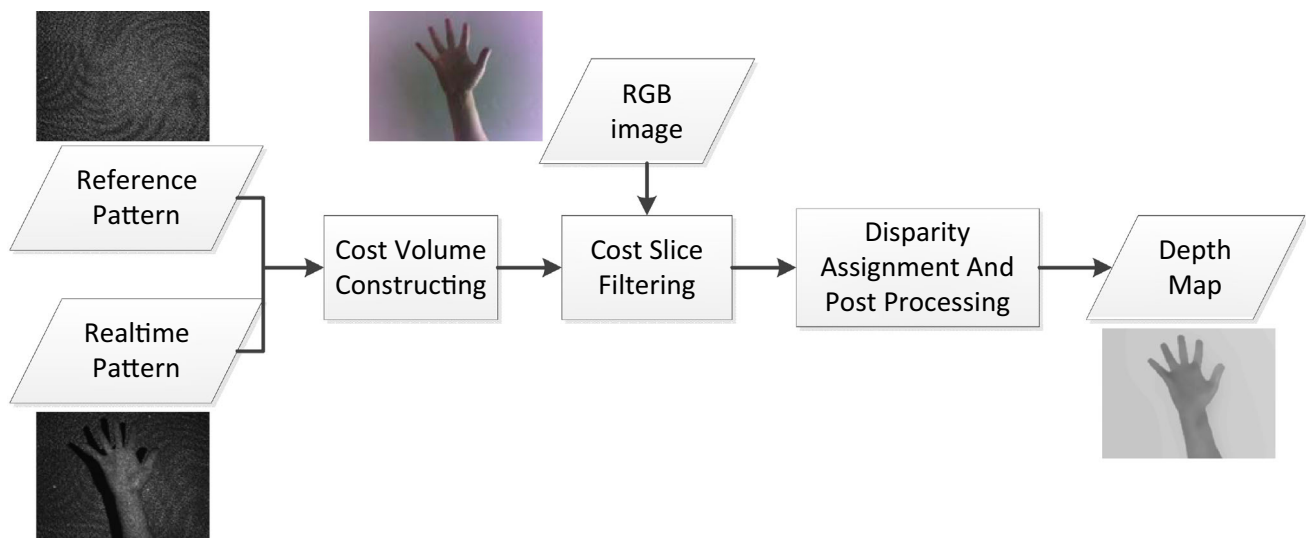 RGB
image
Reference
Pattern
Cost Volume
Constructing
Cost Slice
Filtering
Disparity
Assignment And
Post Processing
Depth
Map
Realtime
Pattern